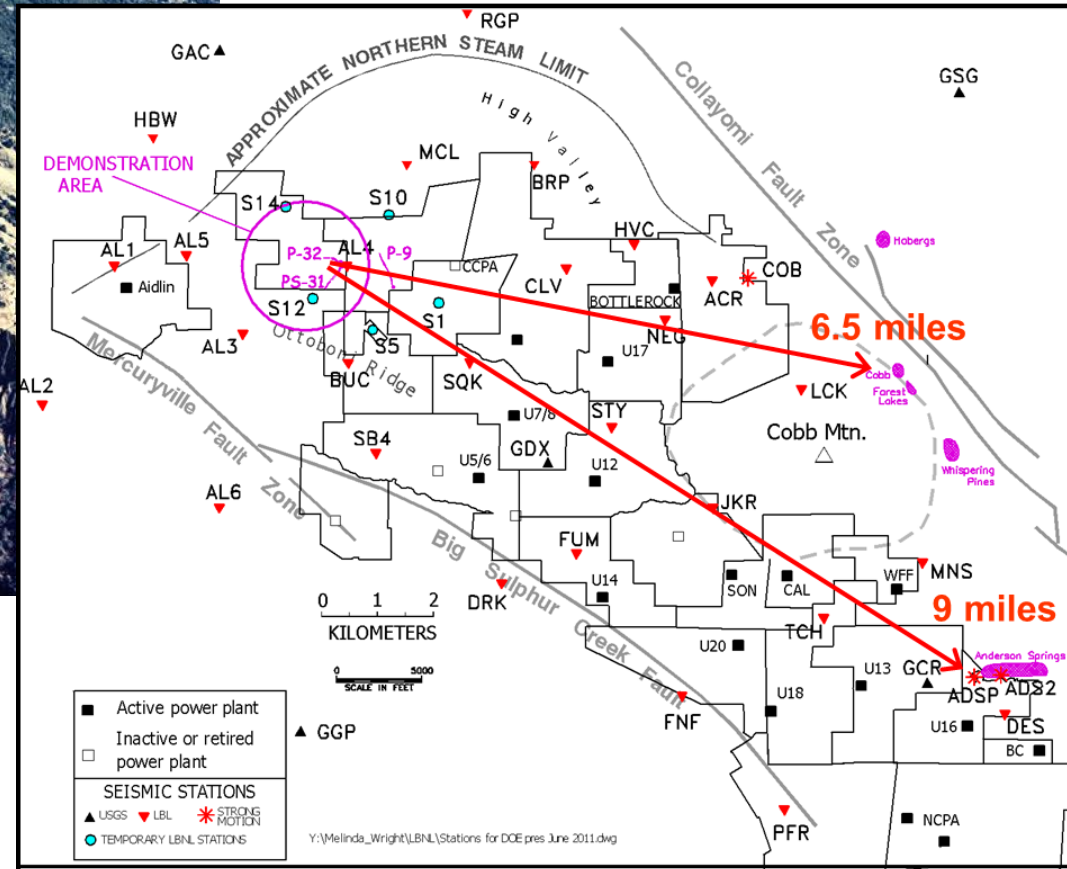 RGP
GAC
GSG
APPROXIMATE NORTHERN STEAM LIMIT
Collayomi Fault Zone
High Valley
HBW
DEMONSTRATION
AREA
MCL
BRP
S14
S10
HVC
Hobergs
AL1
AL5
P-32
AL4
P-9
CCPA
CLV
COB
ACR
Aidlin
PS-31
S12
S1
BOTTLEROCK
NEG
6.5 miles
AL3
S5
Ottoboni Ridge
U17
Mercuryville Fault Zone
BUC
SQK
Cobb
Forest
Lakes
LCK
AL2
U7/8
STY
Cobb Mtn.
SB4
GDX
U5/6
U12
Whispering
Pines
AL6
JKR
Big Sulphur Creek Fault
FUM
SON
CAL
WFF
MNS
DRK
U14
9 miles
0 1 2
KILOMETERS
TCH
U20
Anderson Springs
0 5000
SCALE IN FEET
U13
GCR
ADSP
ADS2
U18
FNF
U16
DES
BC
GGP
Active power plant
Inactive or retired
power plant
SEISMIC STATIONS
USGS
LBL
STRONG
MOTION
TEMPORARY LBNL STATIONS
Y:\Melinda_Wright\LBNL\Stations for DOE pres June 2011.dwg
PFR
NCPA